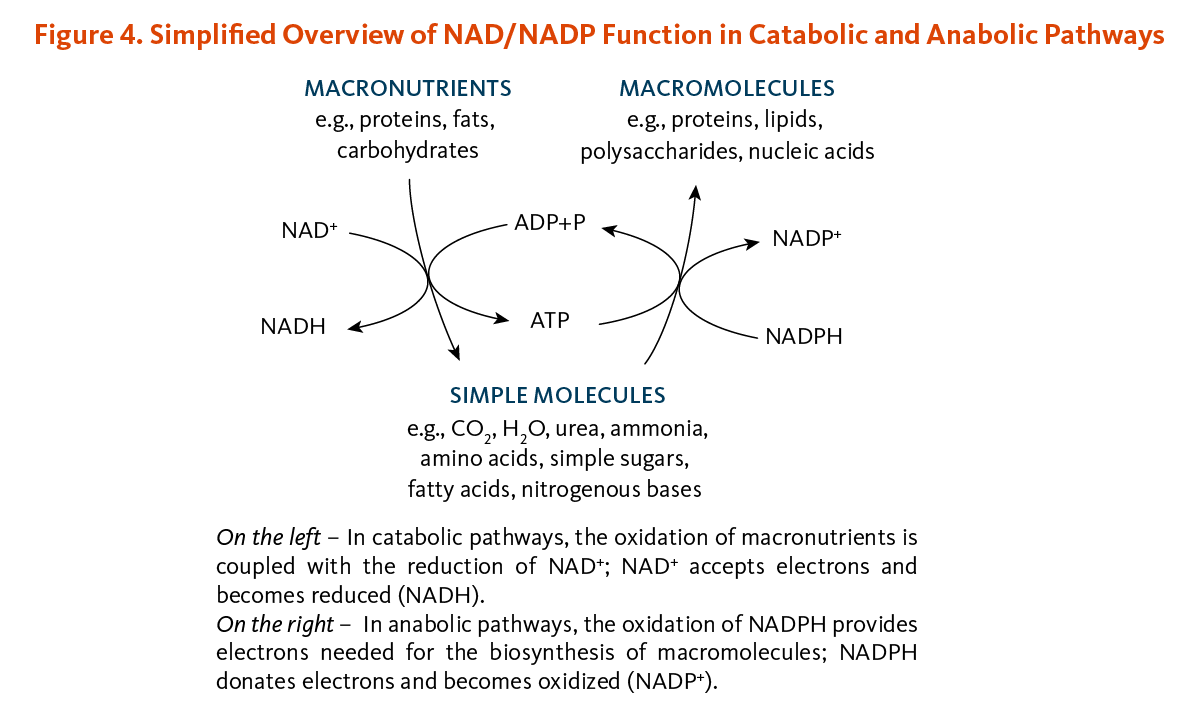 Figure 4. Simplified Overview of NAD/NADP Function in Catabolic and Anabolic Pathways
MACRONUTRIENTS
e.g., proteins, fats,
carbohydrates
MACROMOLECULES
e.g., proteins, lipids,
polysaccharides, nucleic acids
NAD⁺
ADP+P
NADP⁺
NADH
ATP
NADPH
SIMPLE MOLECULES
e.g., CO₂, H₂O, urea, ammonia,
amino acids, simple sugars,
fatty acids, nitrogenous bases
On the left – In catabolic pathways, the oxidation of macronutrients is
coupled with the reduction of NAD⁺; NAD⁺ accepts electrons and
becomes reduced (NADH).
On the right – In anabolic pathways, the oxidation of NADPH provides
electrons needed for the biosynthesis of macromolecules; NADPH
donates electrons and becomes oxidized (NADP⁺).